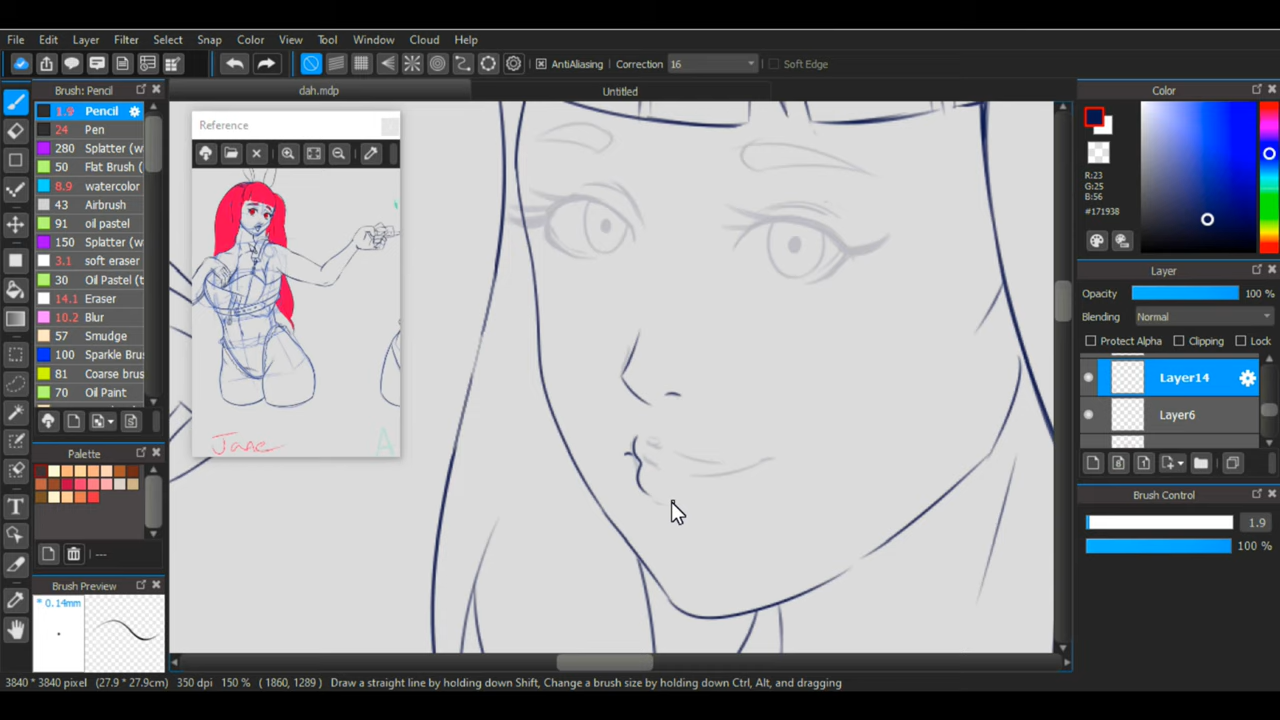 File Edit Layer Filter Select Snap Color View Tool Window Cloud Help
AntiAliasing Correction 16 Soft Edge
Brush: Pencil
dah.mdp Untitled
1.9 Pencil
24 Pen
280 Splatter (w
50 Flat Brush (
8.9 watercolor
43 Airbrush
91 oil pastel
150 Splatter (w
3.1 soft eraser
30 Oil Pastel (t
14.1 Eraser
10.2 Blur
57 Smudge
100 Sparkle Bru
81 Coarse brus
70 Oil Paint
Palette
---
Brush Preview
* 0.14mm
Reference
Jane
A
Color
R:23
G:25
B:56
#171938
Layer
Opacity 100 %
Blending Normal
Protect Alpha Clipping Lock
Layer14
Layer6
Brush Control
1.9
100 %
3840 * 3840 pixel (27.9 * 27.9cm) 350 dpi 150 % ( 1860, 1289 ) Draw a straight line by holding down Shift, Change a brush size by holding down Ctrl, Alt, and dragging